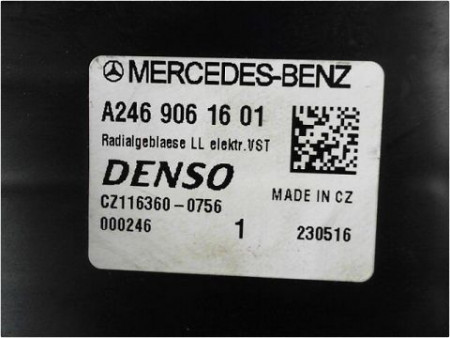 MERCEDES-BENZ
A246 906 16 01
Radialgeblaese LL elektr.VST
DENSO
MADE IN CZ
CZ116360-0756
000246 1 230516